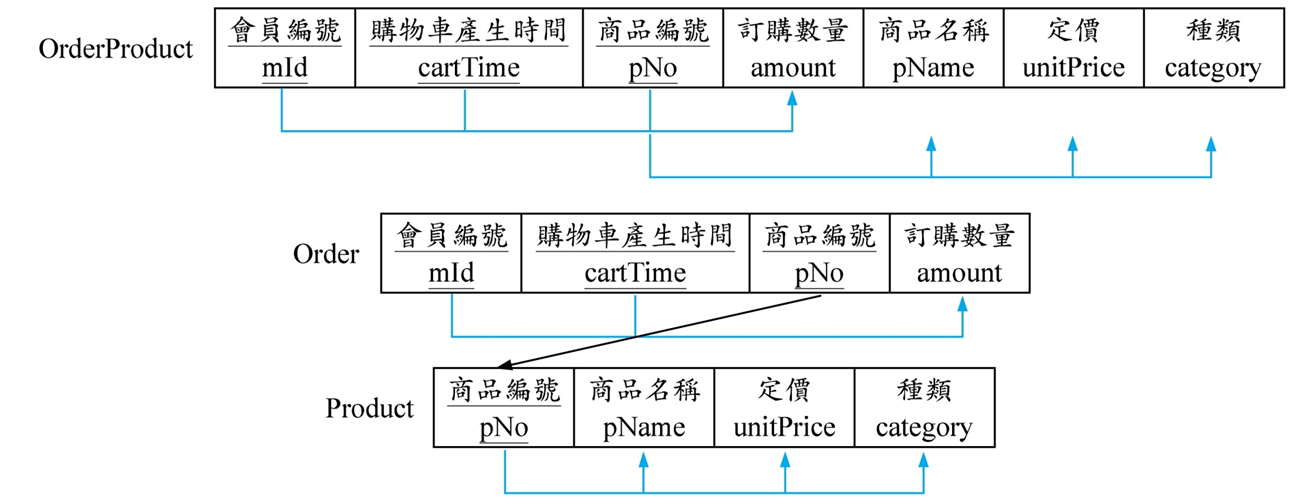 OrderProduct
會員編號 購物車產生時間 商品編號 訂購數量 商品名稱 定價 種類
mId cartTime pNo amount pName unitPrice category
Order
會員編號 購物車產生時間 商品編號 訂購數量
mId cartTime pNo amount
Product
商品編號 商品名稱 定價 種類
pNo pName unitPrice category